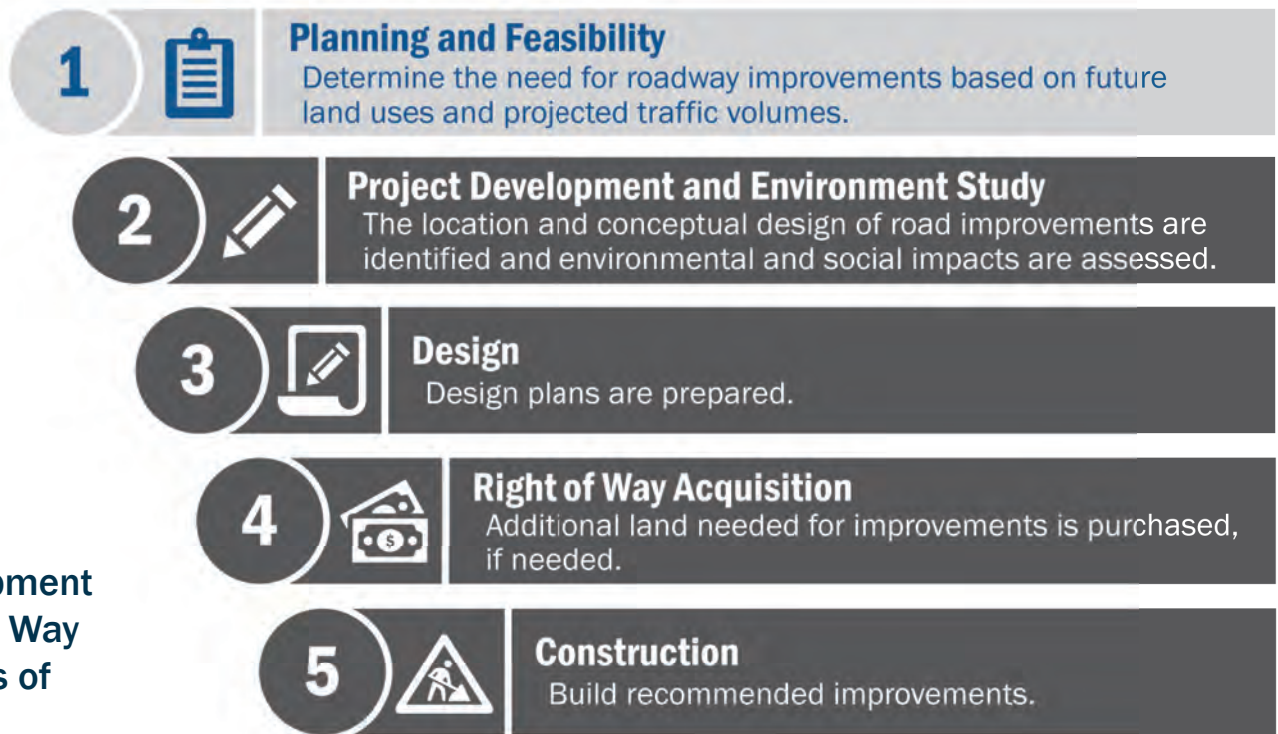 1
Planning and Feasibility
Determine the need for roadway improvements based on future
land uses and projected traffic volumes.
2
Project Development and Environment Study
The location and conceptual design of road improvements are
identified and environmental and social impacts are assessed.
3
Design
Design plans are prepared.
4
Right of Way Acquisition
Additional land needed for improvements is purchased,
if needed.
5
Construction
Build recommended improvements.
Way
of